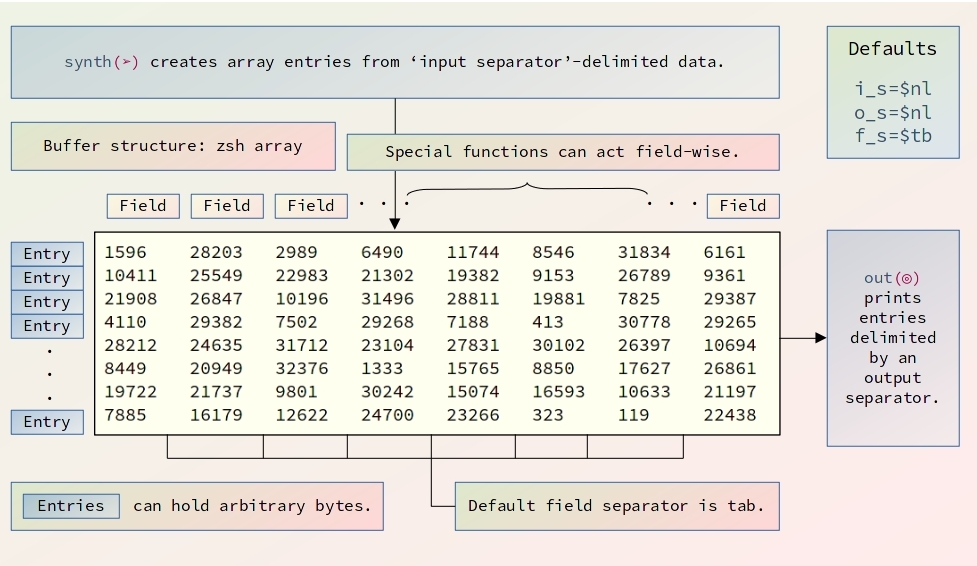 synth(➢) creates array entries from ‘input separator’-delimited data.
Defaults
i_s=$nl
o_s=$nl
f_s=$tb
Buffer structure: zsh array
Special functions can act field-wise.
Field Field Field · · · · · · Field
Entry
Entry
Entry
Entry
·
·
·
Entry
1596 28203 2989 6490 11744 8546 31834 6161
10411 25549 22983 21302 19382 9153 26789 9361
21908 26847 10196 31496 28811 19881 7825 29387
4110 29382 7502 29268 7188 413 30778 29265
28212 24635 31712 23104 27831 30102 26397 10694
8449 20949 32376 1333 15765 8850 17627 26861
19722 21737 9801 30242 15074 16593 10633 21197
7885 16179 12622 24700 23266 323 119 22438
out(◎)
prints
entries
delimited
by an
output
separator.
Entries can hold arbitrary bytes.
Default field separator is tab.